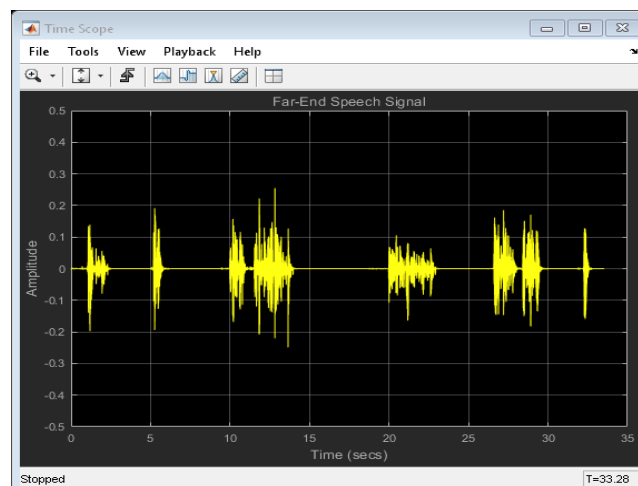 Time Scope
File Tools View Playback Help
Far-End Speech Signal
0.5
0.4
0.3
0.2
0.1
0
-0.1
-0.2
-0.3
-0.4
-0.5
Amplitude
0 5 10 15 20 25 30 35
Time (secs)
Stopped T=33.28